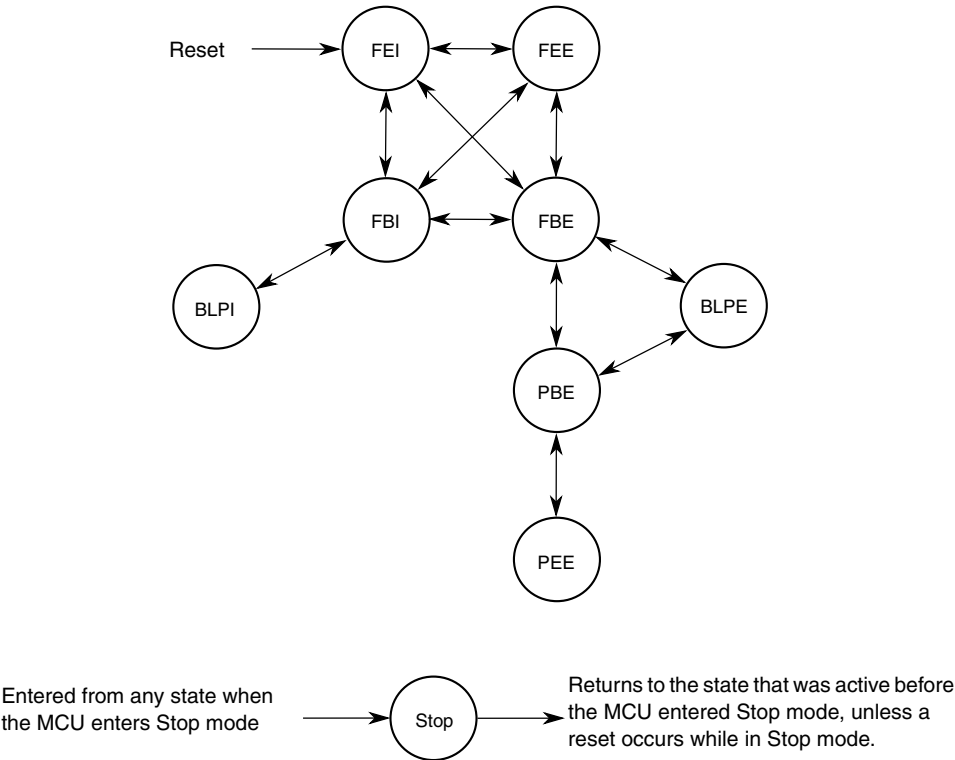 Reset
FEI
FEE
FBI
FBE
BLPI
BLPE
PBE
PEE
Entered from any state when
the MCU enters Stop mode
Stop
Returns to the state that was active before
the MCU entered Stop mode, unless a
reset occurs while in Stop mode.